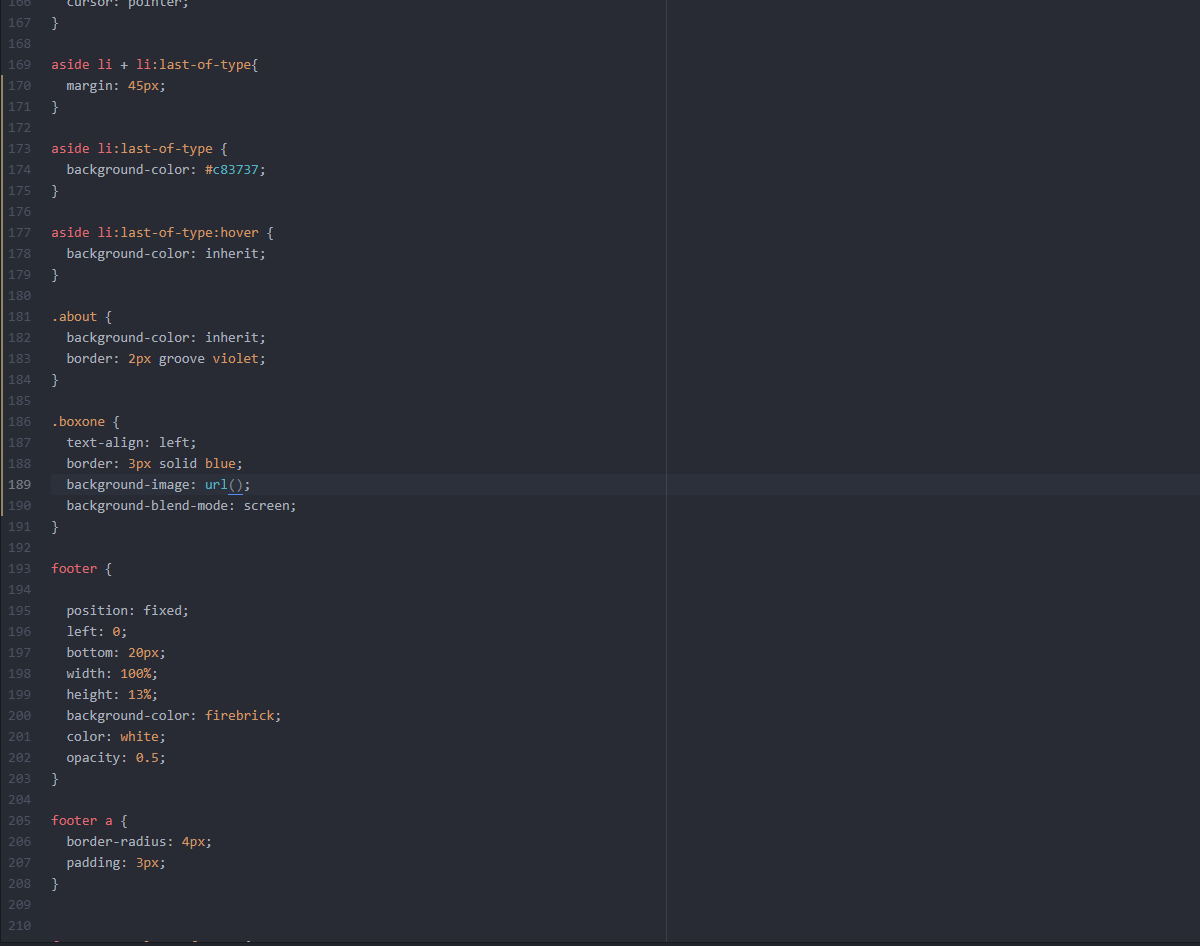 166 cursor: pointer;
167 }
168
169 aside li + li:last-of-type{
170 margin: 45px;
171 }
172
173 aside li:last-of-type {
174 background-color: #c83737;
175 }
176
177 aside li:last-of-type:hover {
178 background-color: inherit;
179 }
180
181 .about {
182 background-color: inherit;
183 border: 2px groove violet;
184 }
185
186 .boxone {
187 text-align: left;
188 border: 3px solid blue;
189 background-image: url();
190 background-blend-mode: screen;
191 }
192
193 footer {
194
195 position: fixed;
196 left: 0;
197 bottom: 20px;
198 width: 100%;
199 height: 13%;
200 background-color: firebrick;
201 color: white;
202 opacity: 0.5;
203 }
204
205 footer a {
206 border-radius: 4px;
207 padding: 3px;
208 }
209
210